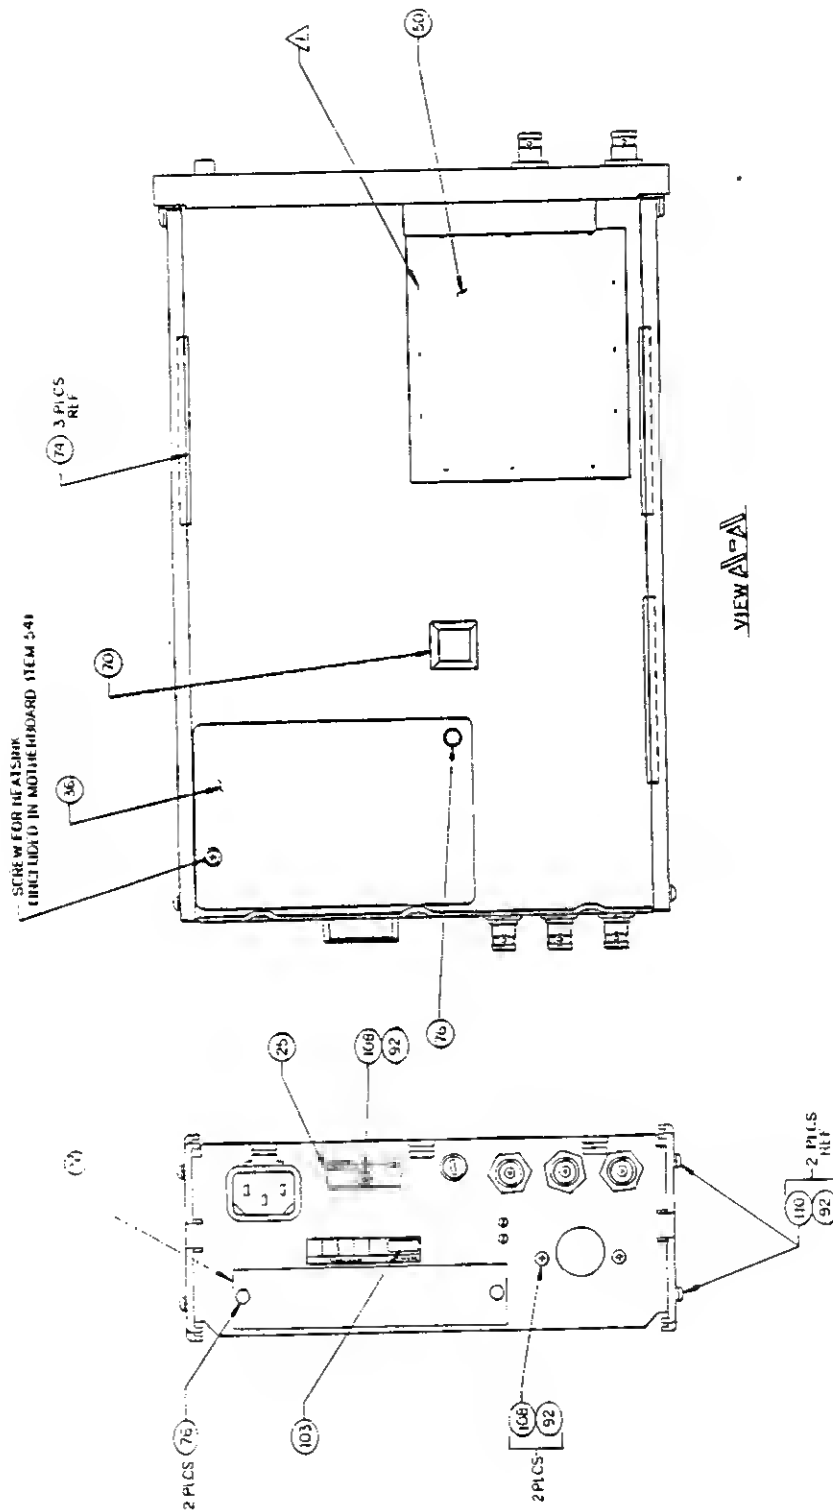 SCREW FOR HEATSINK
(INCLUDED IN MOTHERBOARD ITEM 54)
36
70
74 3 PLCS
REF
1
50
76
VIEW A-A
25
108
92
2 PLCS 76
103
108
92
2 PLCS
110
92
2 PLCS
REF